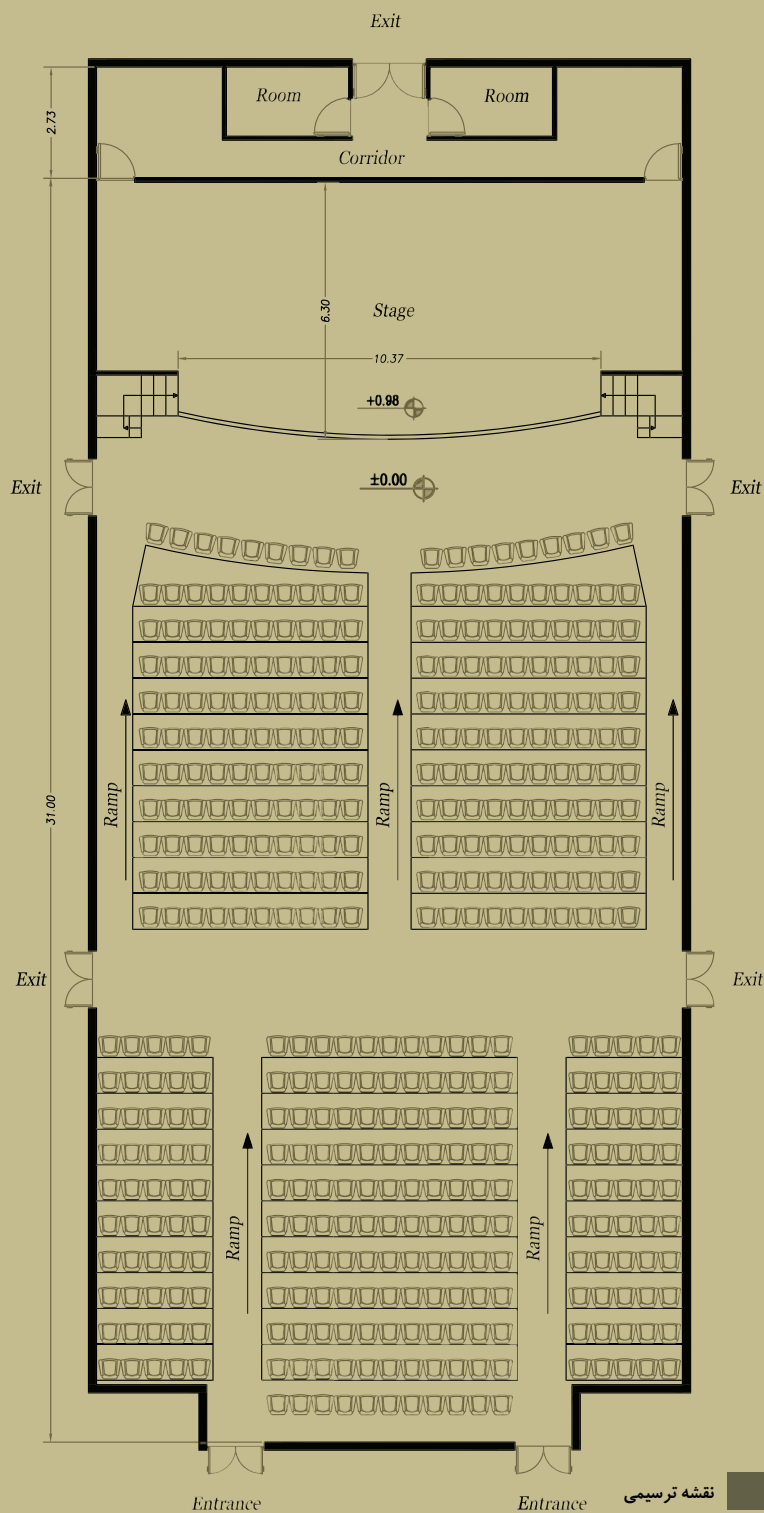 Exit
Room
Room
2.73
Corridor
6.30
Stage
10.37
+0.98
±0.00
Exit
Exit
Ramp
Ramp
Ramp
31.00
Exit
Exit
Ramp
Ramp
نقشه ترسیمی
Entrance
Entrance